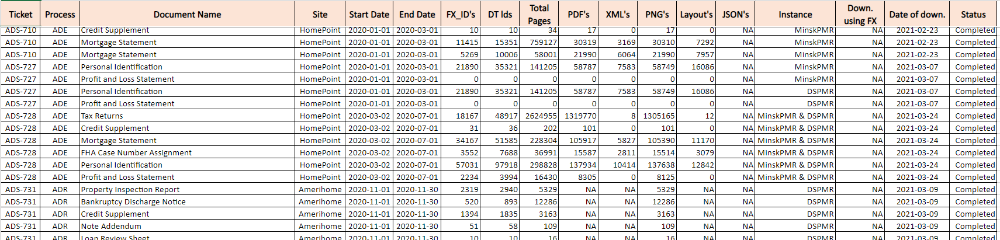 Ticket Process Document Name Site Start Date End Date FX_ID's DT Ids Total Pages PDF's XML's PNG's Layout's JSON's Instance Down. using FX Date of down. Status
ADS-710 ADE Credit Supplement HomePoint 2020-01-01 2020-03-01 10 10 34 17 0 17 0 NA MinskPMR NA 2021-02-23 Completed
ADS-710 ADE Mortgage Statement HomePoint 2020-01-01 2020-03-01 11415 15351 759127 30319 3169 30310 7292 NA MinskPMR NA 2021-02-23 Completed
ADS-710 ADE Mortgage Statement HomePoint 2020-01-01 2020-03-01 5269 10006 58001 21990 6064 21990 7957 NA MinskPMR NA 2021-02-23 Completed
ADS-727 ADE Personal Identification HomePoint 2020-01-01 2020-03-01 21890 35321 141205 58787 7583 58749 16086 NA MinskPMR NA 2021-03-07 Completed
ADS-727 ADE Profit and Loss Statement HomePoint 2020-01-01 2020-03-01 0 0 0 0 0 0 0 NA MinskPMR NA 2021-03-07 Completed
ADS-727 ADE Personal Identification HomePoint 2020-01-01 2020-03-01 21890 35321 141205 58787 7583 58749 16086 NA DSPMR NA 2021-03-07 Completed
ADS-727 ADE Profit and Loss Statement HomePoint 2020-01-01 2020-03-01 0 0 0 0 0 0 0 NA DSPMR NA 2021-03-07 Completed
ADS-728 ADE Tax Returns HomePoint 2020-03-02 2020-07-01 18167 48917 2624955 1319770 8 1305165 12 NA MinskPMR & DSPMR NA 2021-03-24 Completed
ADS-728 ADE Credit Supplement HomePoint 2020-03-02 2020-07-01 31 36 202 101 0 101 0 NA MinskPMR & DSPMR NA 2021-03-24 Completed
ADS-728 ADE Mortgage Statement HomePoint 2020-03-02 2020-07-01 34167 51585 228304 105917 5827 105390 11170 NA MinskPMR & DSPMR NA 2021-03-24 Completed
ADS-728 ADE FHA Case Number Assignment HomePoint 2020-03-02 2020-07-01 3552 7688 36991 15587 2811 15514 3079 NA MinskPMR & DSPMR NA 2021-03-24 Completed
ADS-728 ADE Personal Identification HomePoint 2020-03-02 2020-07-01 57031 97918 298828 137934 10414 137638 12842 NA MinskPMR & DSPMR NA 2021-03-24 Completed
ADS-728 ADE Profit and Loss Statement HomePoint 2020-03-02 2020-07-01 2234 3994 16430 8305 0 8125 0 NA MinskPMR & DSPMR NA 2021-03-24 Completed
ADS-731 ADR Property Inspection Report Amerihome 2020-11-01 2020-11-30 2319 2940 5329 NA NA 5329 NA NA DSPMR NA 2021-03-09 Completed
ADS-731 ADR Bankruptcy Discharge Notice Amerihome 2020-11-01 2020-11-30 520 893 12286 NA NA 12286 NA NA DSPMR NA 2021-03-09 Completed
ADS-731 ADR Credit Supplement Amerihome 2020-11-01 2020-11-30 1394 1835 3163 NA NA 3163 NA NA DSPMR NA 2021-03-09 Completed
ADS-731 ADR Note Addendum Amerihome 2020-11-01 2020-11-30 51 58 109 NA NA 109 NA NA DSPMR NA 2021-03-09 Completed
ADS-731 ADR Loan Review Sheet Amerihome 2020-11-01 2020-11-30 10 10 16 NA NA 16 NA NA DSPMR NA 2021-03-09 Completed